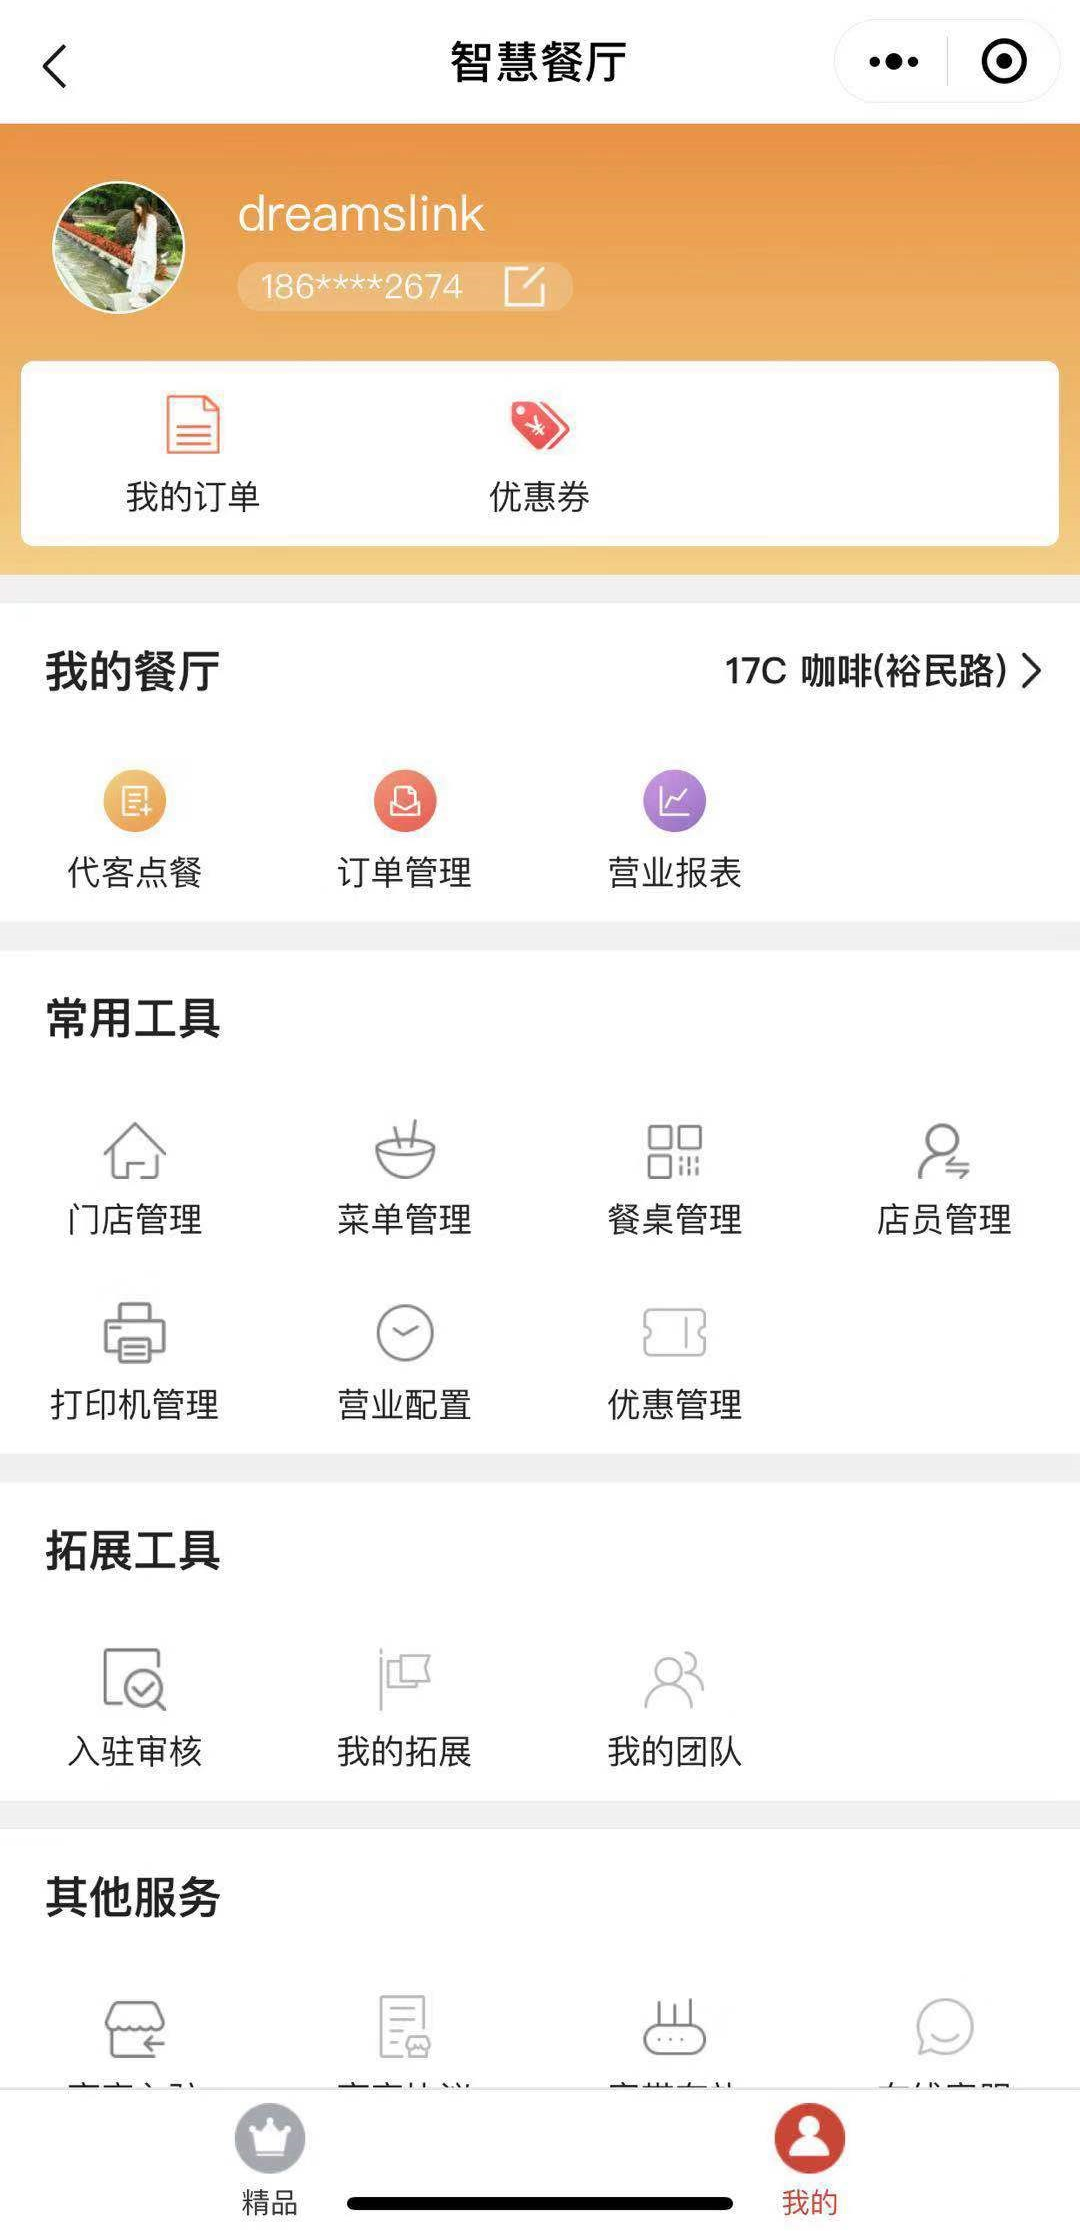 智慧餐厅
dreamslink
186****2674
我的订单 优惠券
我的餐厅 17C 咖啡(裕民路)
代客点餐 订单管理 营业报表
常用工具
门店管理 菜单管理 餐桌管理 店员管理
打印机管理 营业配置 优惠管理
拓展工具
入驻审核 我的拓展 我的团队
其他服务
精品 我的